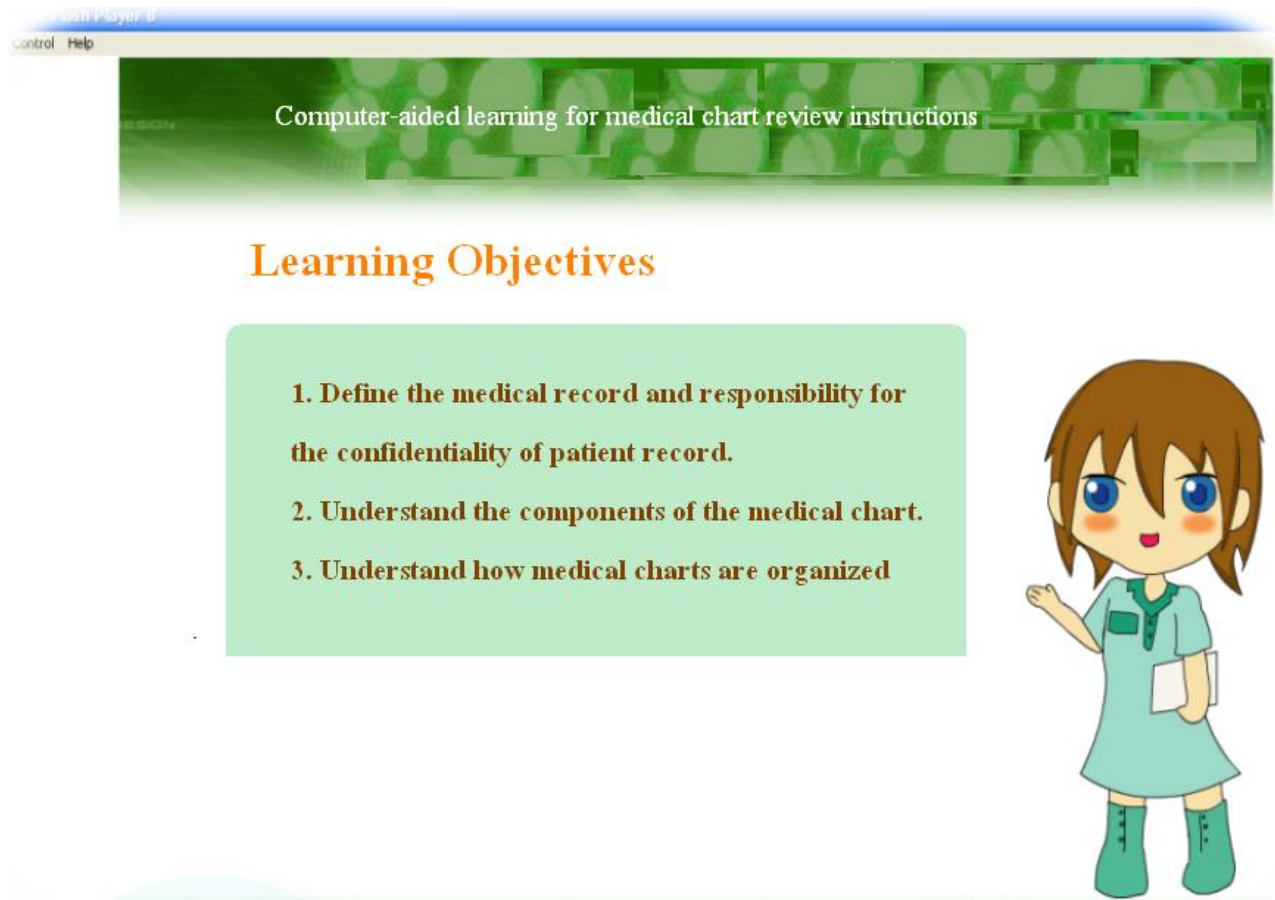 Player 8
Control Help
Computer-aided learning for medical chart review instructions
Learning Objectives
1. Define the medical record and responsibility for
the confidentiality of patient record.
2. Understand the components of the medical chart.
3. Understand how medical charts are organized